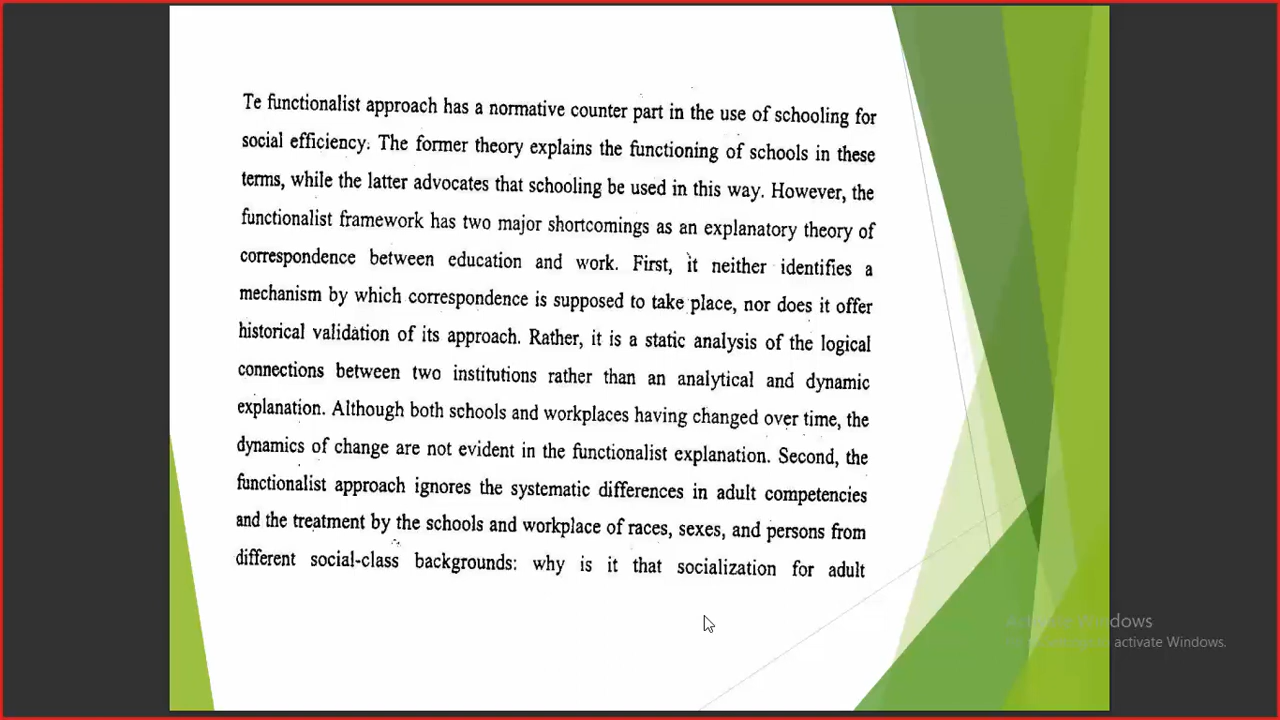 Te functionalist approach has a normative counter part in the use of schooling for
social efficiency. The former theory explains the functioning of schools in these
terms, while the latter advocates that schooling be used in this way. However, the
functionalist framework has two major shortcomings as an explanatory theory of
correspondence between education and work. First, it neither identifies a
mechanism by which correspondence is supposed to take place, nor does it offer
historical validation of its approach. Rather, it is a static analysis of the logical
connections between two institutions rather than an analytical and dynamic
explanation. Although both schools and workplaces having changed over time, the
dynamics of change are not evident in the functionalist explanation. Second, the
functionalist approach ignores the systematic differences in adult competencies
and the treatment by the schools and workplace of races, sexes, and persons from
different social-class backgrounds: why is it that socialization for adult
Activate Windows
activate Windows.